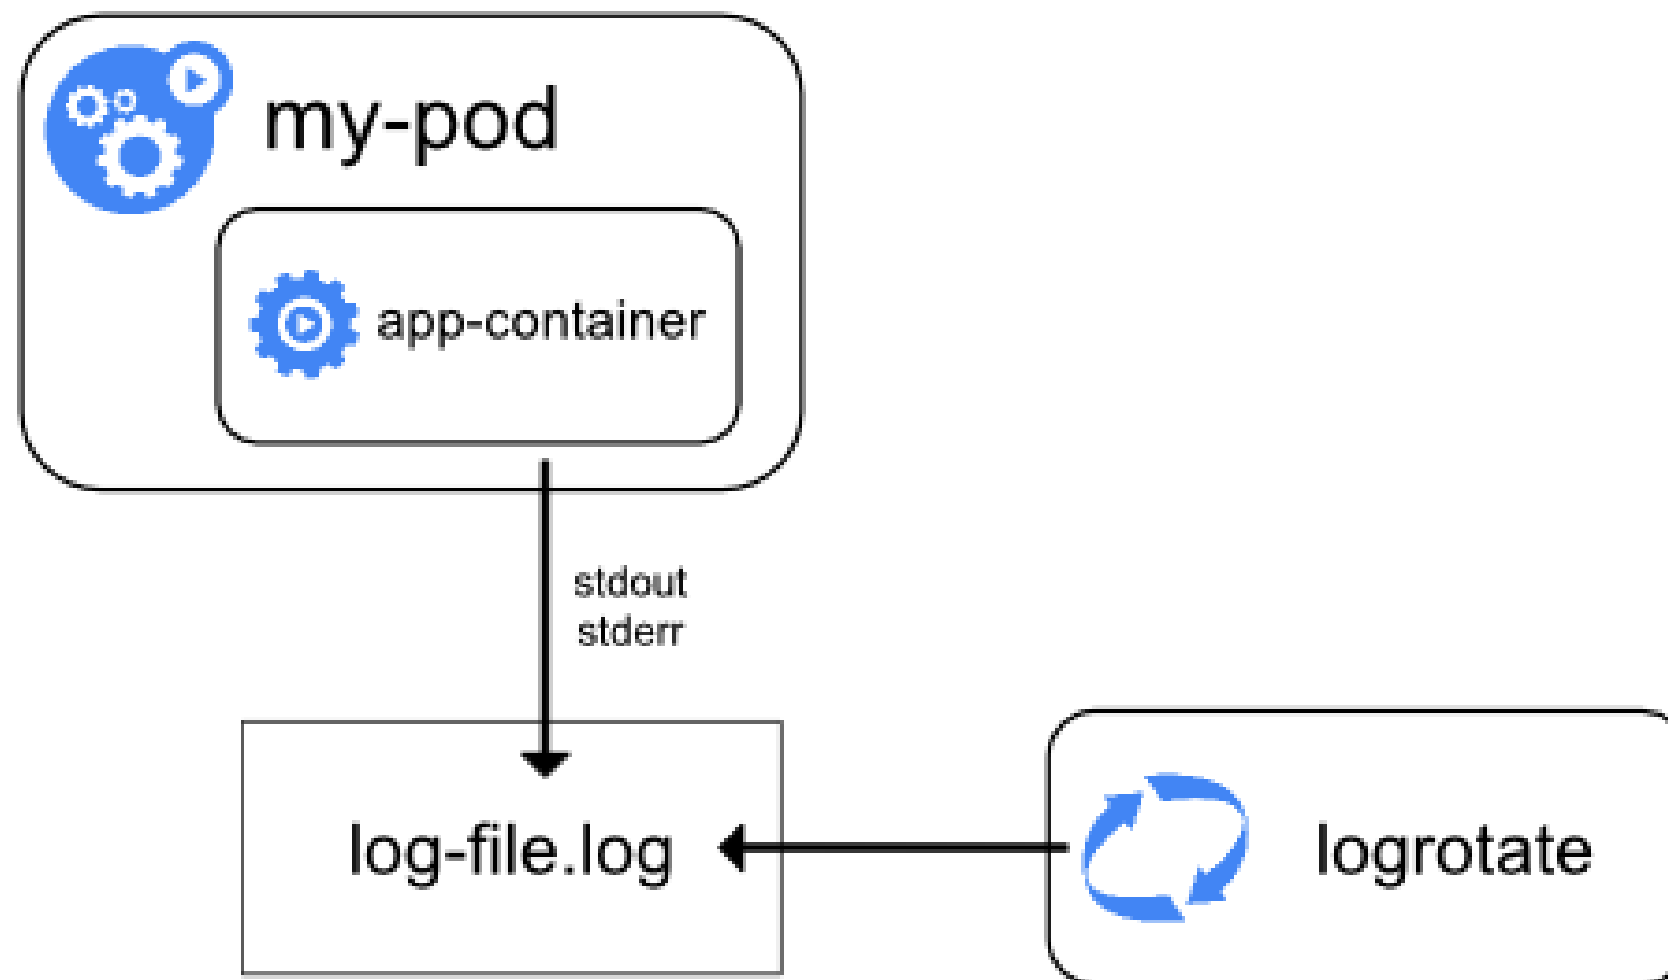 my-pod
app-container
stdout
stderr
log-file.log
logrotate